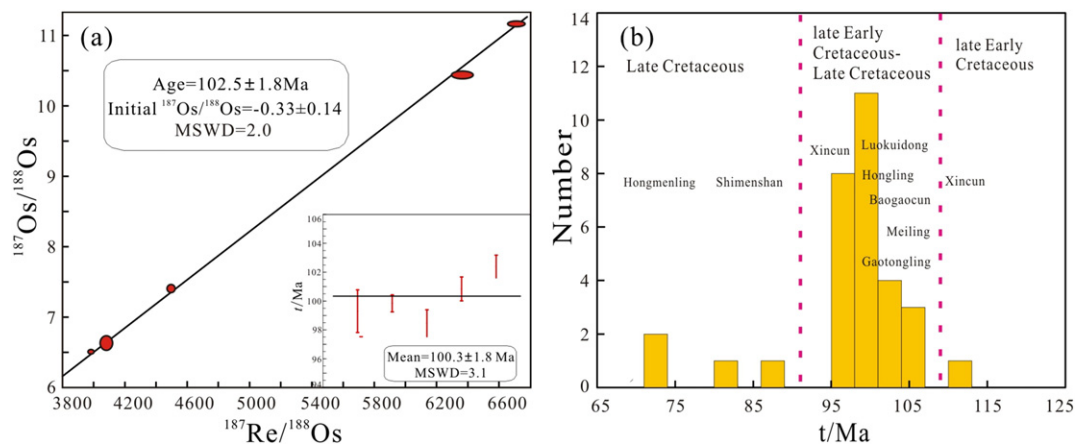 (a)
Age=102.5±1.8Ma
Initial ¹⁸⁷Os/¹⁸⁸Os=-0.33±0.14
MSWD=2.0
¹⁸⁷Os/¹⁸⁸Os
11
10
9
8
7
6
3800 4200 4600 5000 5400 5800 6200 6600
¹⁸⁷Re/¹⁸⁸Os
t/Ma
106
104
102
100
98
96
94
Mean=100.3±1.8 Ma
MSWD=3.1
(b)
Number
14
12
10
8
6
4
2
0
65 75 85 95 105 115 125
t/Ma
Late Cretaceous
late Early
Cretaceous-
Late Cretaceous
late Early
Cretaceous
Hongmenling
Shimenshan
Xincun
Luokuidong
Hongling
Baogaocun
Meiling
Gaotongling
Xincun